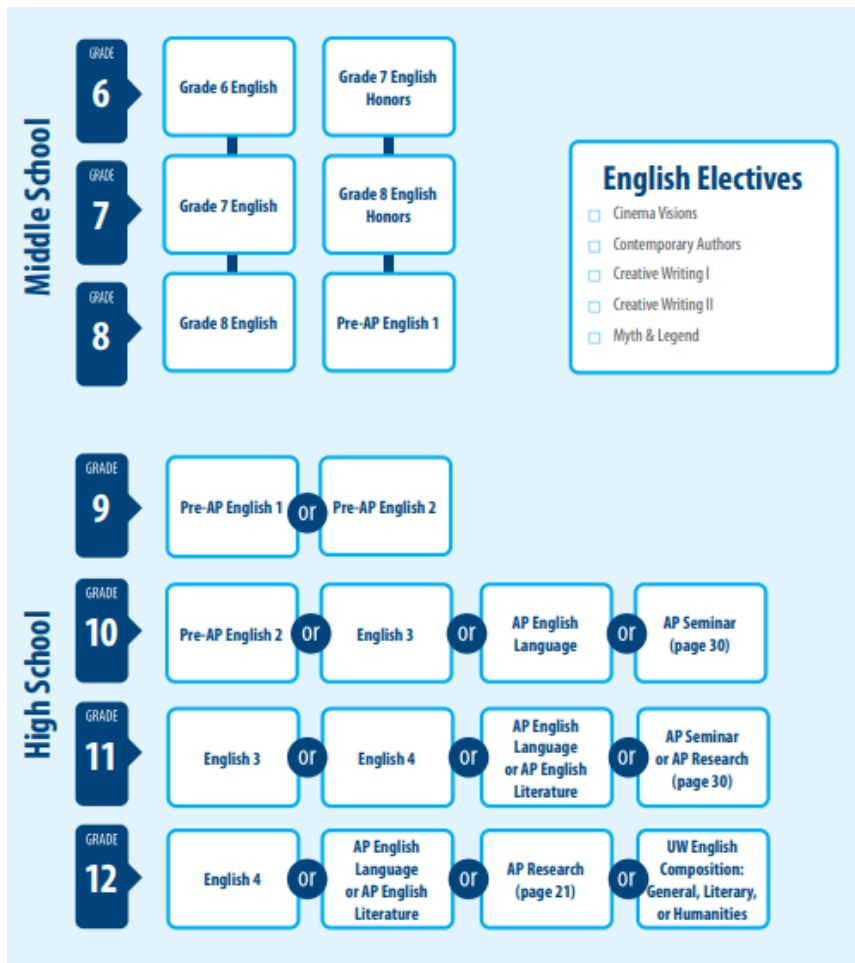 Middle School
GRADE
6
Grade 6 English
Grade 7 English
Honors
GRADE
7
Grade 7 English
Grade 8 English
Honors
GRADE
8
Grade 8 English
Pre-AP English 1
English Electives
Cinema Visions
Contemporary Authors
Creative Writing I
Creative Writing II
Myth & Legend
High School
GRADE
9
Pre-AP English 1
or
Pre-AP English 2
GRADE
10
Pre-AP English 2
or
English 3
or
AP English
Language
or
AP Seminar
(page 30)
GRADE
11
English 3
or
English 4
or
AP English
Language
or AP English
Literature
or
AP Seminar
or AP Research
(page 30)
GRADE
12
English 4
or
AP English
Language
or AP English
Literature
or
AP Research
(page 21)
or
UW English
Composition:
General, Literary,
or Humanities